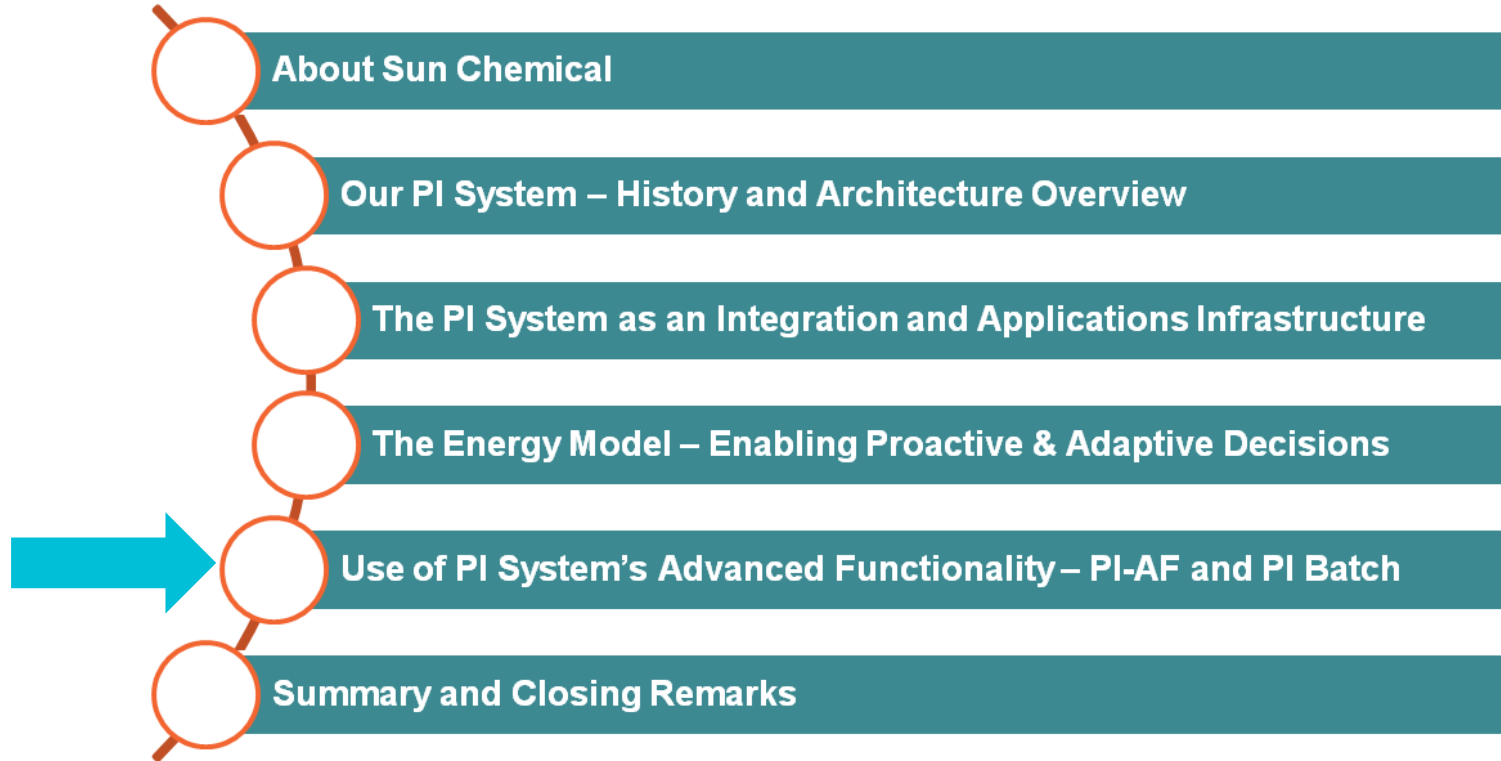 About Sun Chemical
Our PI System – History and Architecture Overview
The PI System as an Integration and Applications Infrastructure
The Energy Model – Enabling Proactive & Adaptive Decisions
Use of PI System’s Advanced Functionality – PI-AF and PI Batch
Summary and Closing Remarks